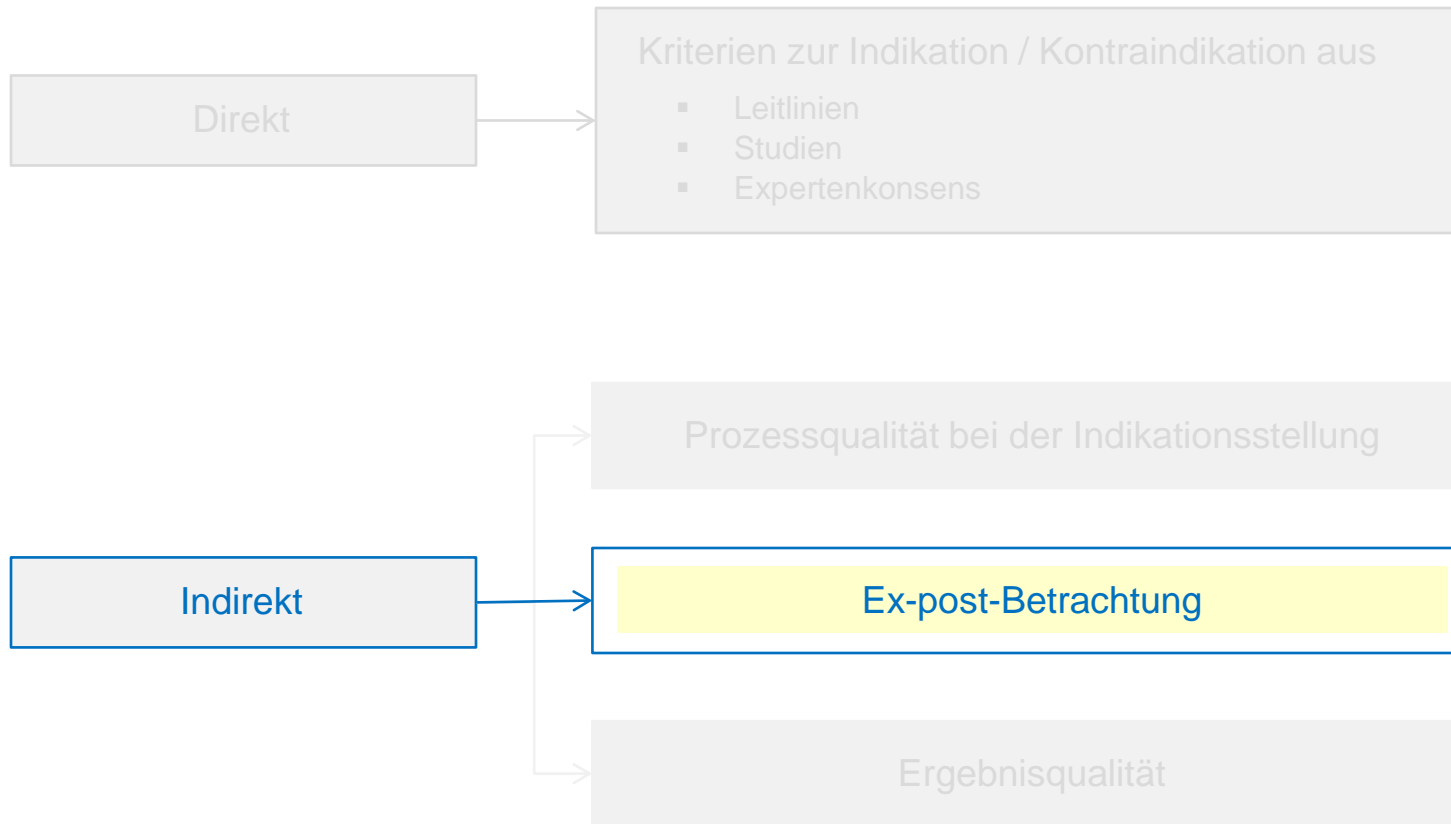 Direkt
Kriterien zur Indikation / Kontraindikation aus
▪ Leitlinien
▪ Studien
▪ Expertenkonsens
Prozessqualität bei der Indikationsstellung
Indirekt
Ex-post-Betrachtung
Ergebnisqualität